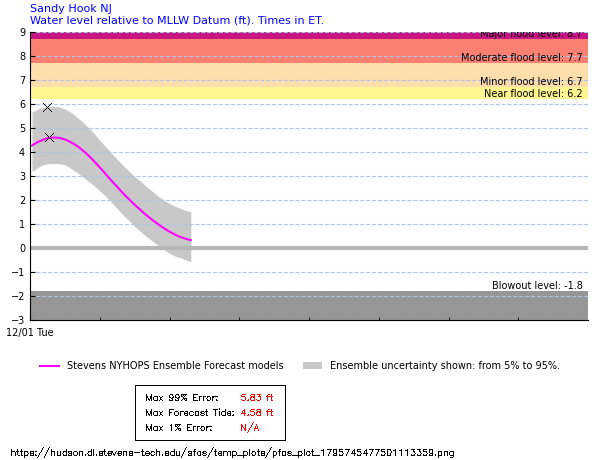 Sandy Hook NJ
Water level relative to MLLW Datum (ft). Times in ET.
9
Major flood level: 8.7
8
Moderate flood level: 7.7
7
Minor flood level: 6.7
Near flood level: 6.2
6
5
4
3
2
1
0
−1
Blowout level: -1.8
−2
−3
12/01 Tue
Stevens NYHOPS Ensemble Forecast models
Ensemble uncertainty shown: from 5% to 95%.
Max 99% Error: 5.83 ft
Max Forecast Tide: 4.58 ft
Max 1% Error: N/A
https://hudson.dl.stevens-tech.edu/sfas/temp_plots/pfas_plot_1795745477501113359.png